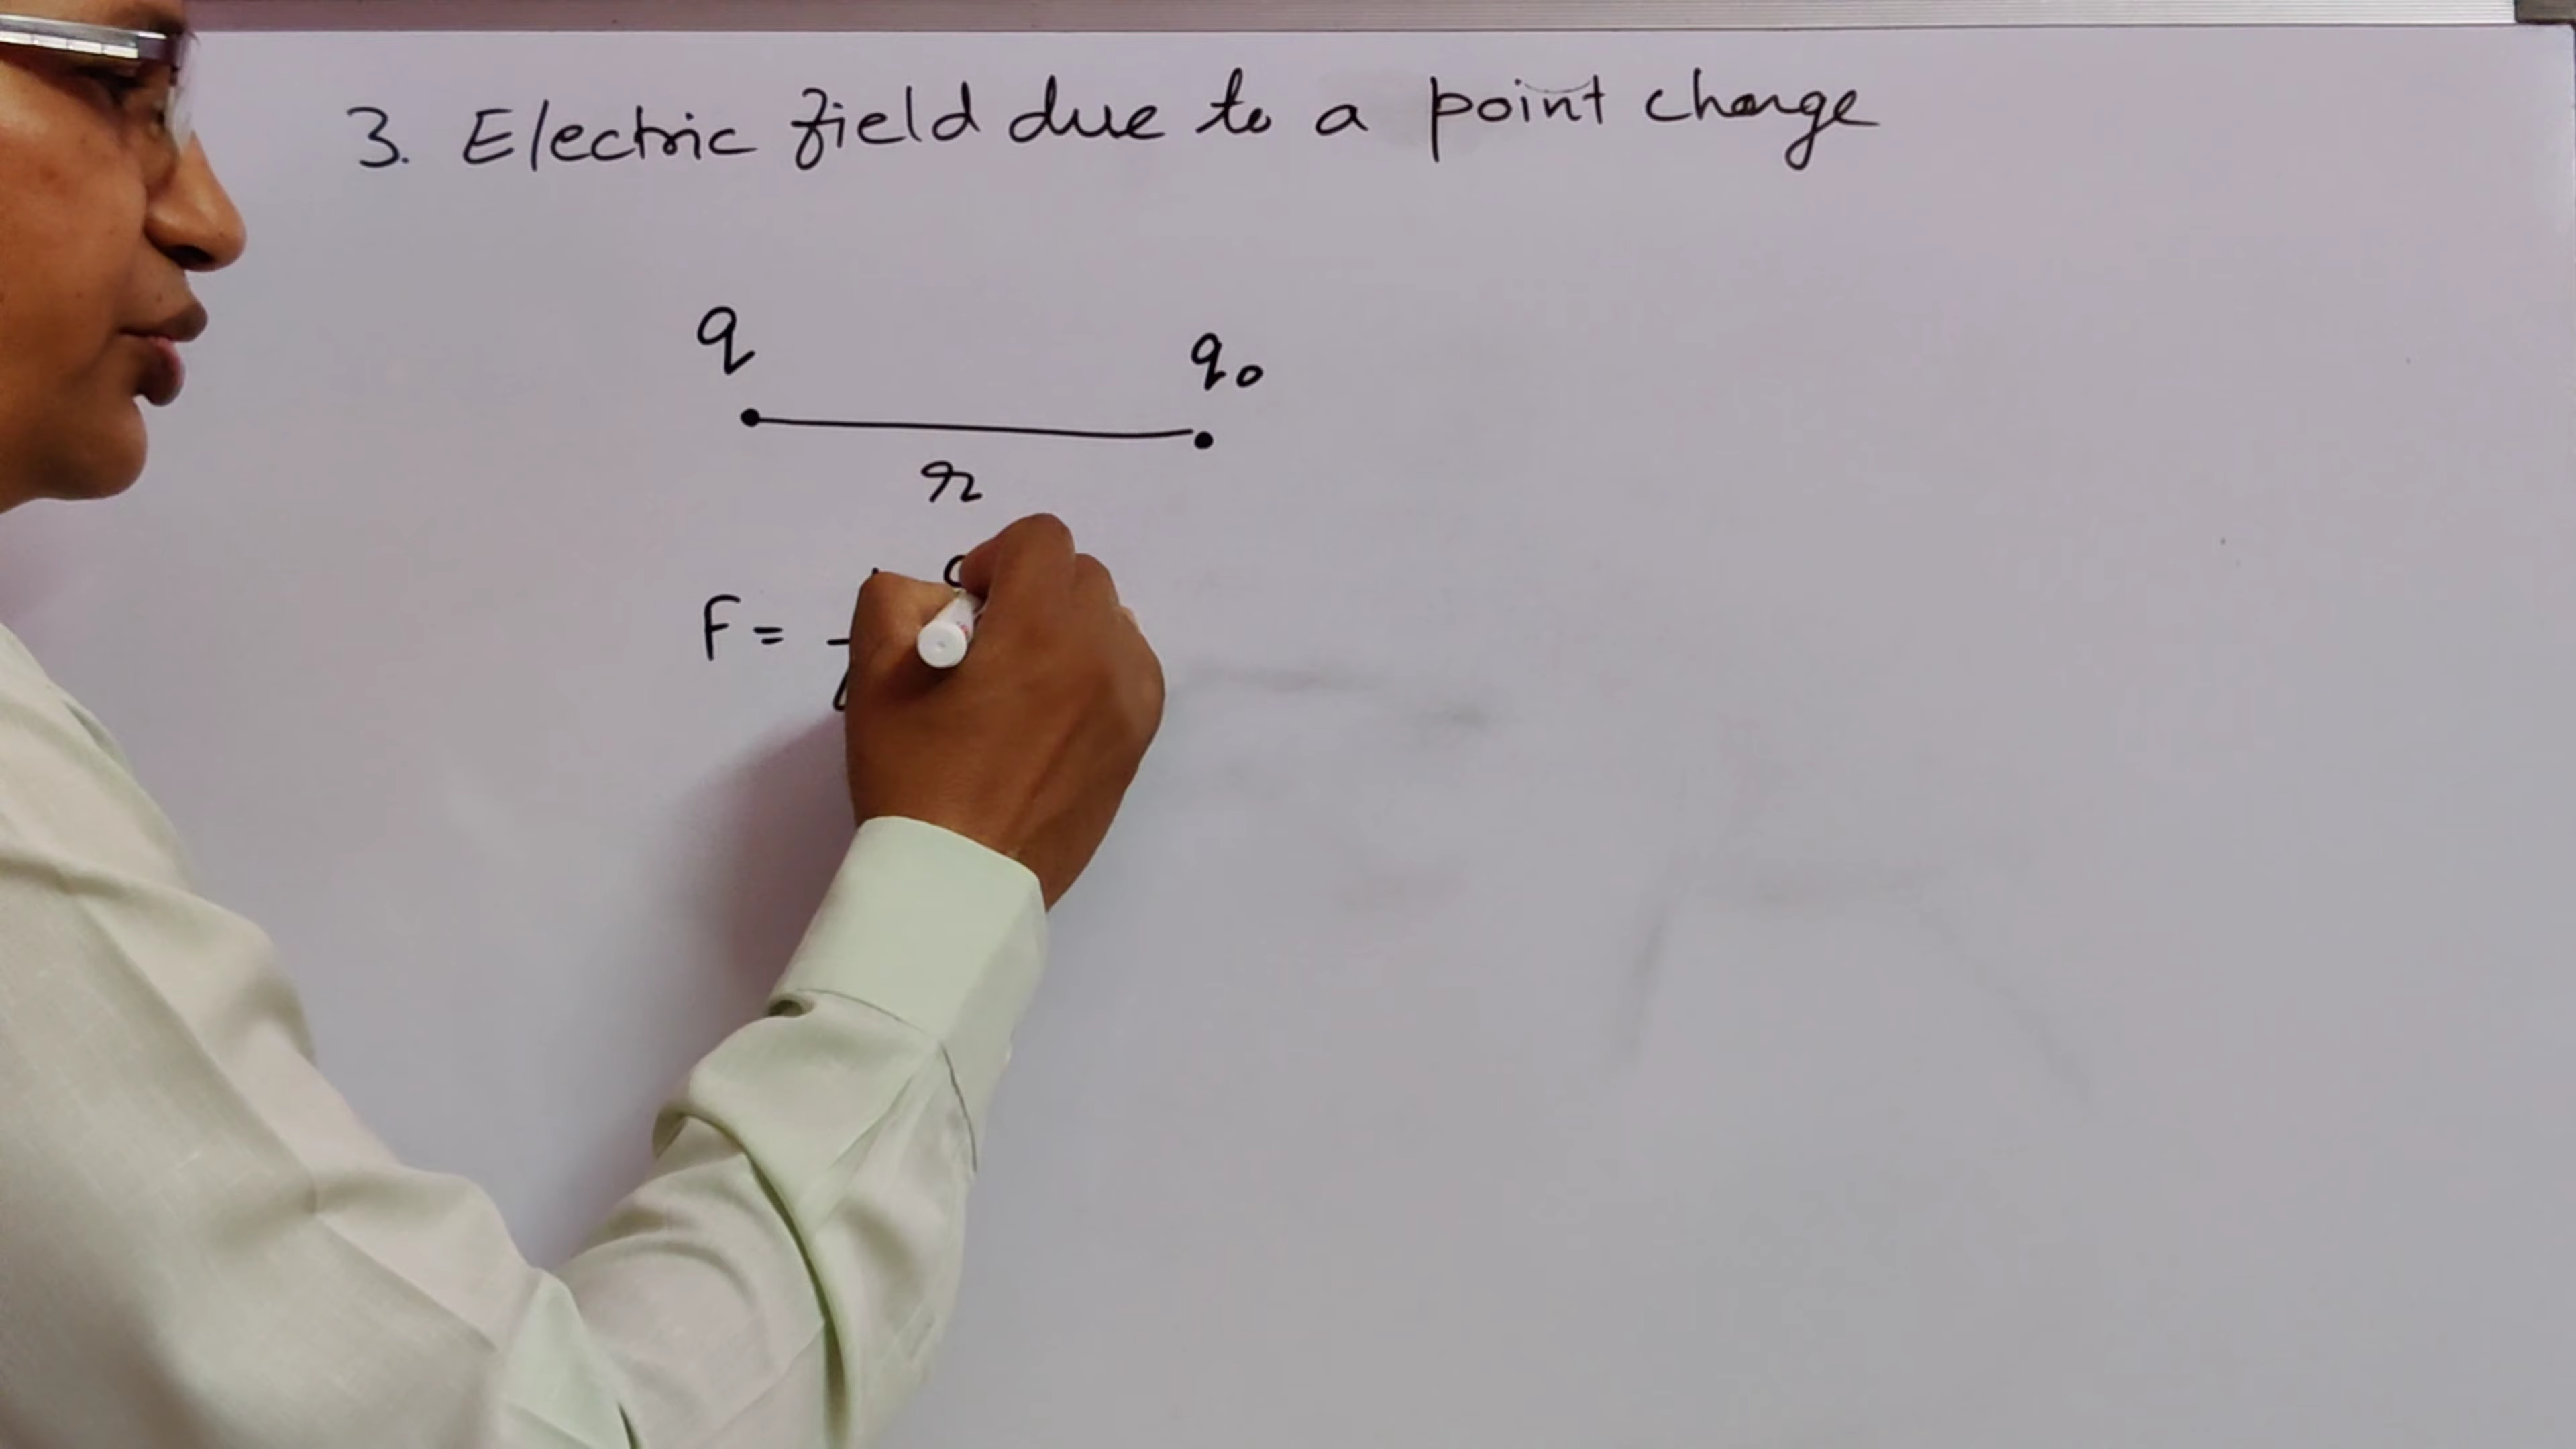 3. Electric field due to a point charge
q q₀
r
F =